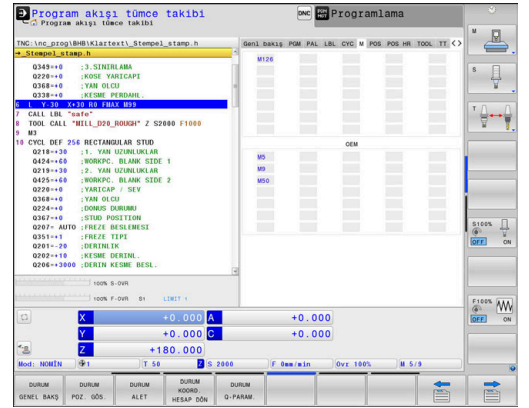 Program akışı tümce takibi
Program akışı tümce takibi
DNC
Programlama
TNC:\nc_prog\BHB\Klartext\_Stempel_stamp.h
→_Stempel_stamp.h
Q349=+0 ;3.SINIRLAMA
Q220=+0 ;KOSE YARICAPI
Q368=+0 ;YAN OLCU
Q338=+0 ;KESME PERDAHL.
6 L Y-30 X+30 R0 FMAX M99
7 CALL LBL "safe"
8 TOOL CALL "MILL_D20_ROUGH" Z S2000 F1000
9 M3
10 CYCL DEF 256 RECTANGULAR STUD
Q218=+30 ;1. YAN UZUNLUKLAR
Q424=+60 ;WORKPC. BLANK SIDE 1
Q219=+30 ;2. YAN UZUNLUKLAR
Q425=+60 ;WORKPC. BLANK SIDE 2
Q220=+0 ;YARICAP / SEV
Q368=+0 ;YAN OLCU
Q224=+0 ;DONUS DURUMU
Q367=+0 ;STUD POSITION
Q207= AUTO ;FREZE BESLEMESI
Q351=+1 ;FREZE TIPI
Q201=-20 ;DERINLIK
Q202=+10 ;KESME DERINL.
Q206=+3000 ;DERIN KESME BESL.
Genl bakış PGM PAL LBL CYC M POS POS HR TOOL TT <>
M126
OEM
M5
M9
M50
100% S-OVR
100% F-OVR S1 LIMIT 1
X +0.000 A +0.000
Y +0.000 C +0.000
Z +180.000
Mod: NOMİN 1 T 50 Z S 2000 F 0mm/min Ovr 100% M 5/9
DURUM GENEL BAKŞ
DURUM POZ. GÖS.
DURUM ALET
DURUM KOORD. HESAP DÖN
DURUM Q-PARAM.
M
S
T
S100%
OFF ON
F100%
OFF ON